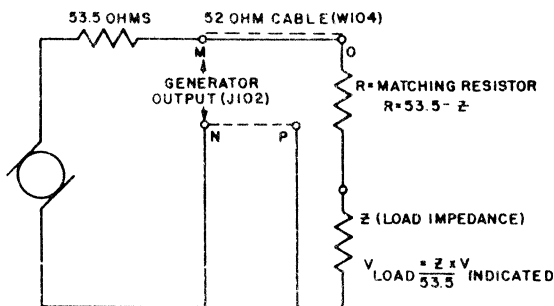 53.5 OHMS
52 OHM CABLE(W104)
M
O
GENERATOR
OUTPUT (J102)
N
P
R=MATCHING RESISTOR
R=53.5-Z
Z (LOAD IMPEDANCE)
V LOAD = Z x V INDICATED
53.5